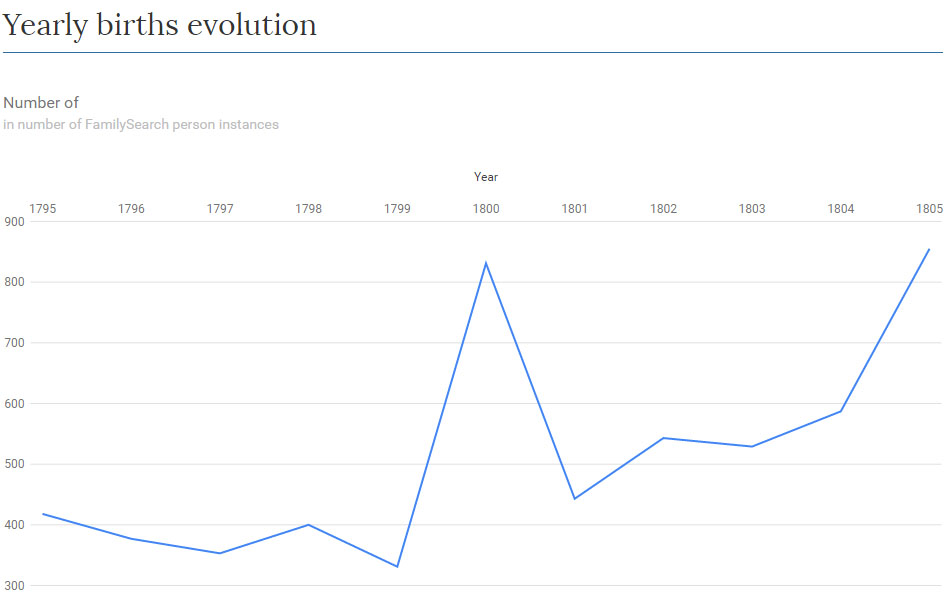 Yearly births evolution
Number of
in number of FamilySearch person instances
Year
1795 1796 1797 1798 1799 1800 1801 1802 1803 1804 1805
900
800
700
600
500
400
300